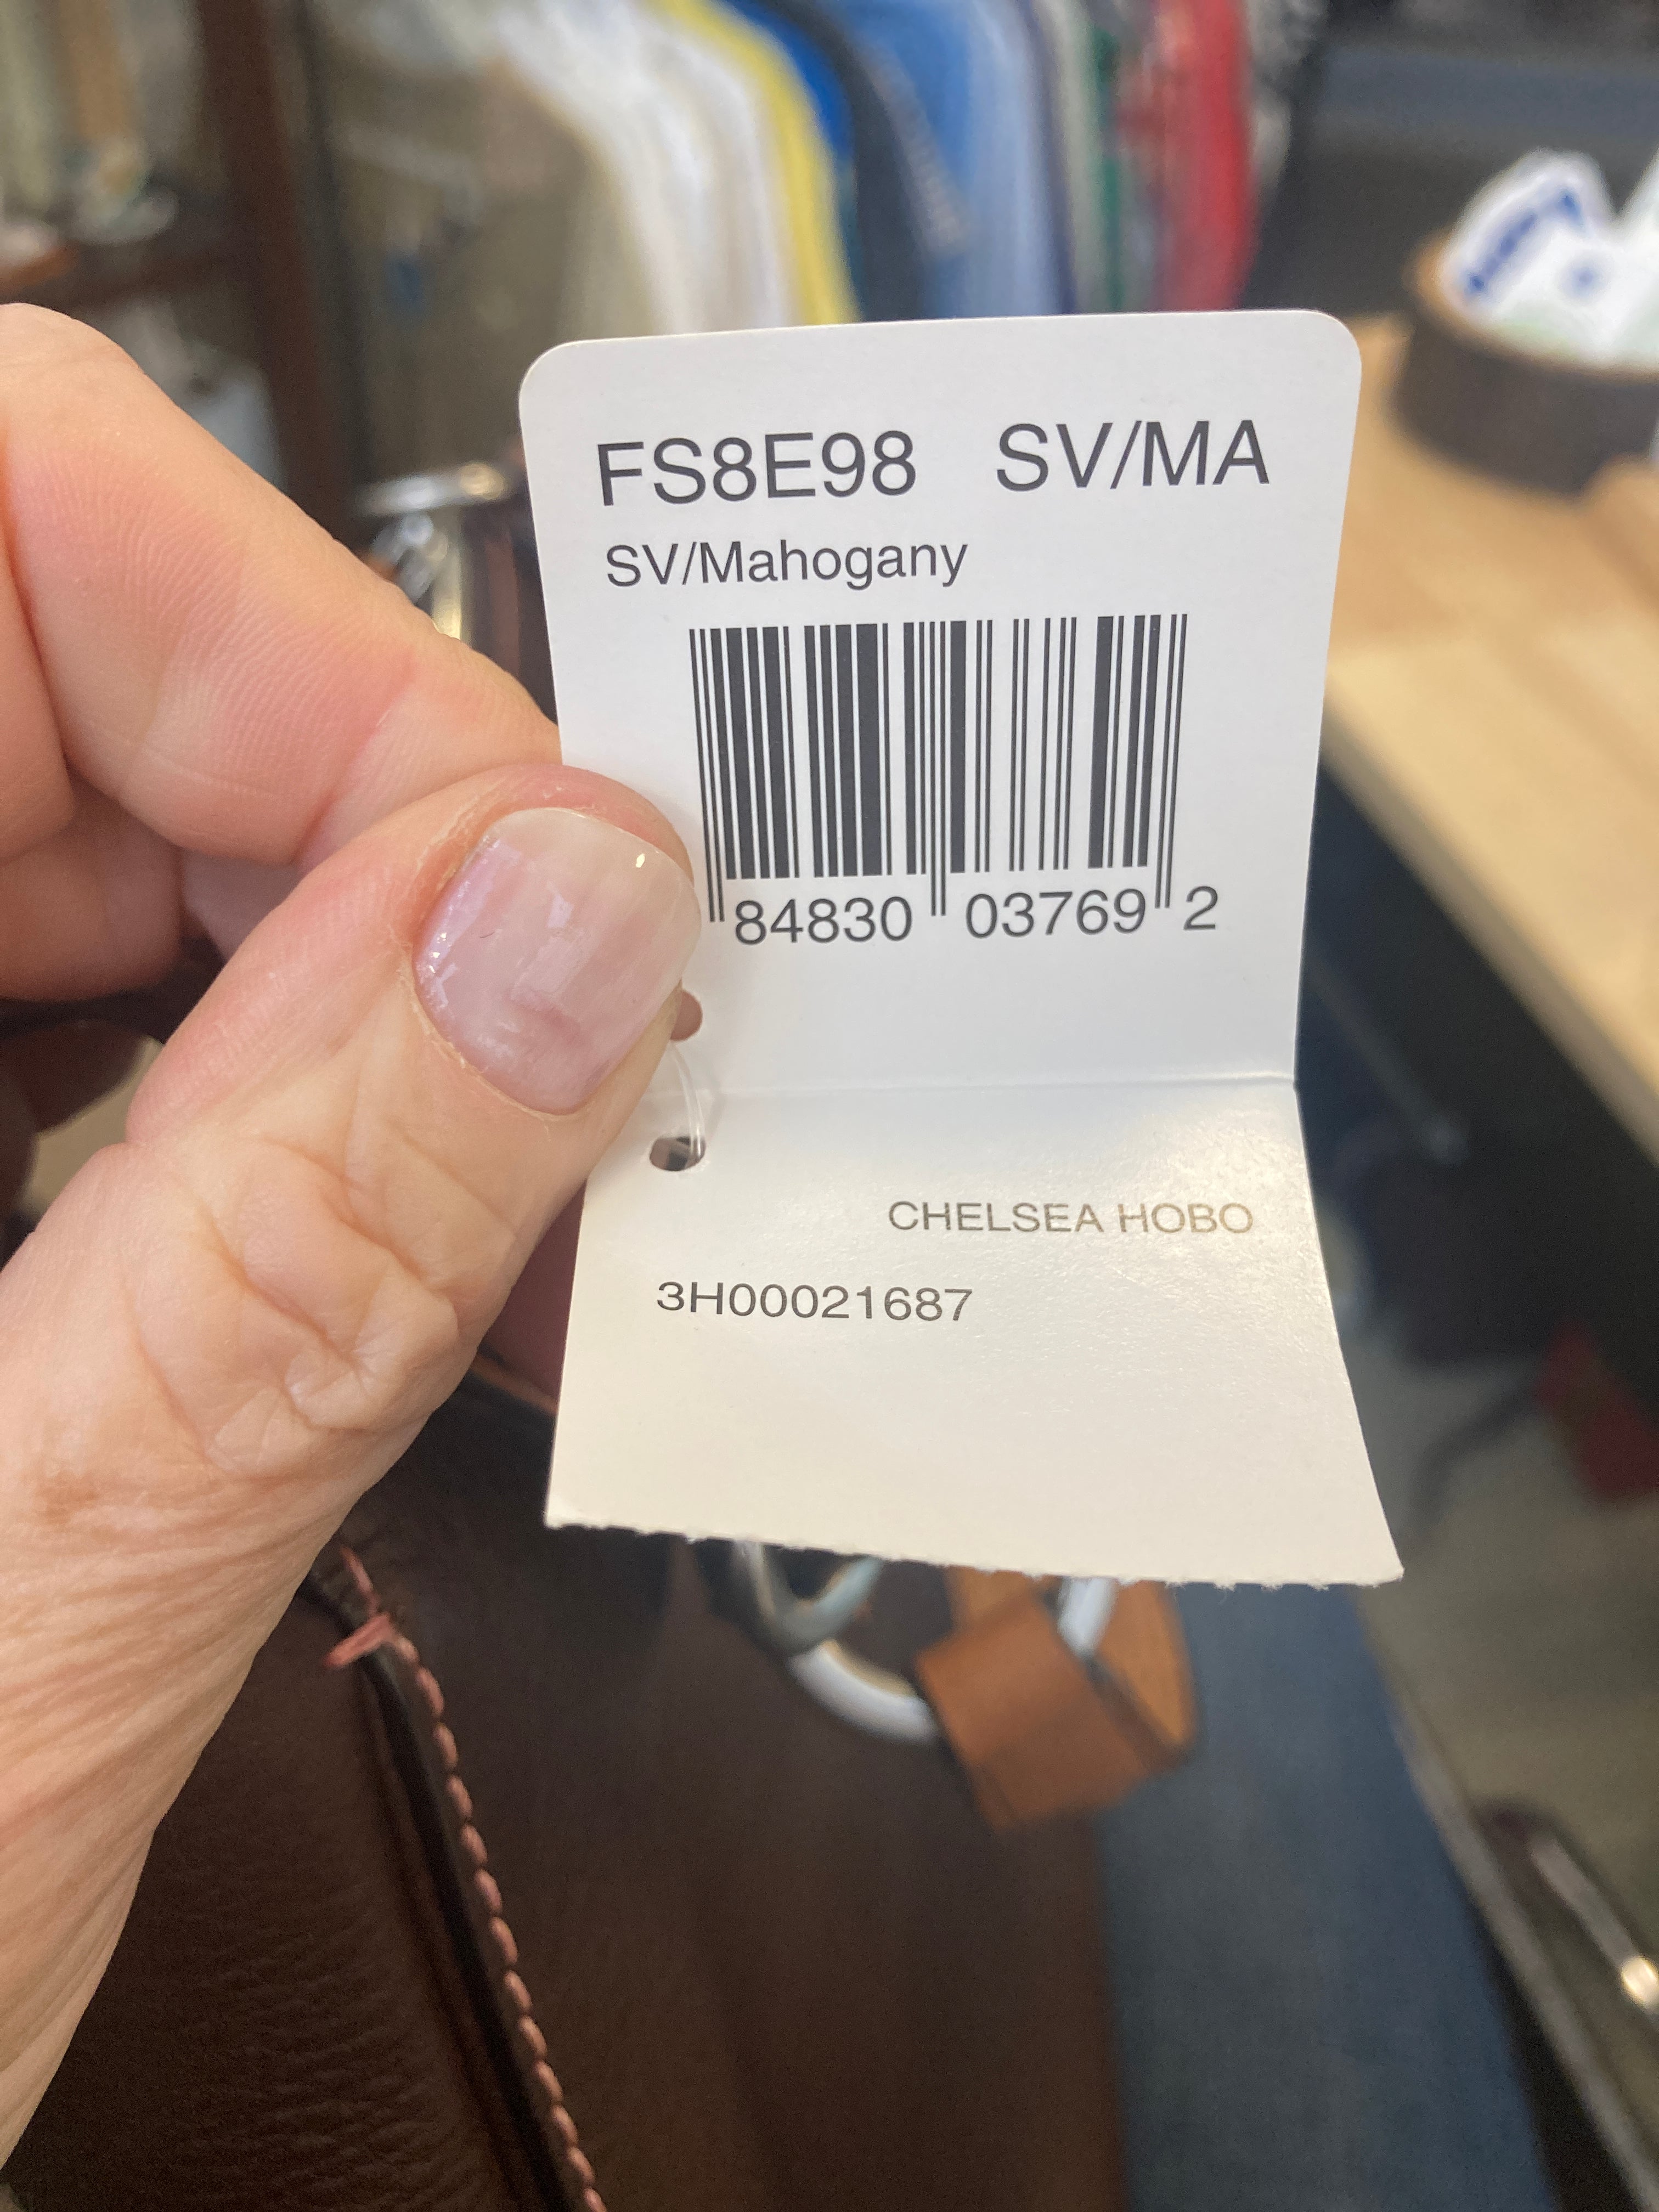 FS8E98 SV/MA
SV/Mahogany
84830 03769 2
CHELSEA HOBO
3H00021687